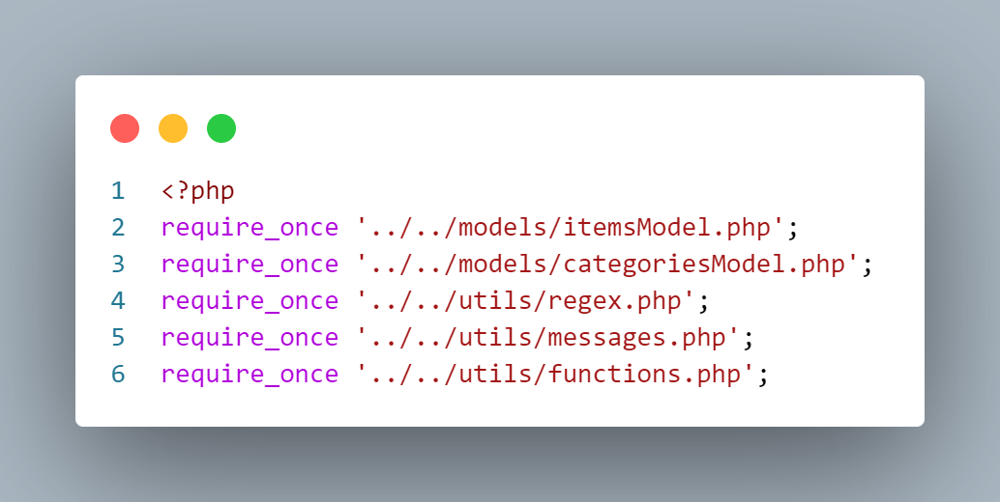 1 <?php
2 require_once '../../models/itemsModel.php';
3 require_once '../../models/categoriesModel.php';
4 require_once '../../utils/regex.php';
5 require_once '../../utils/messages.php';
6 require_once '../../utils/functions.php';